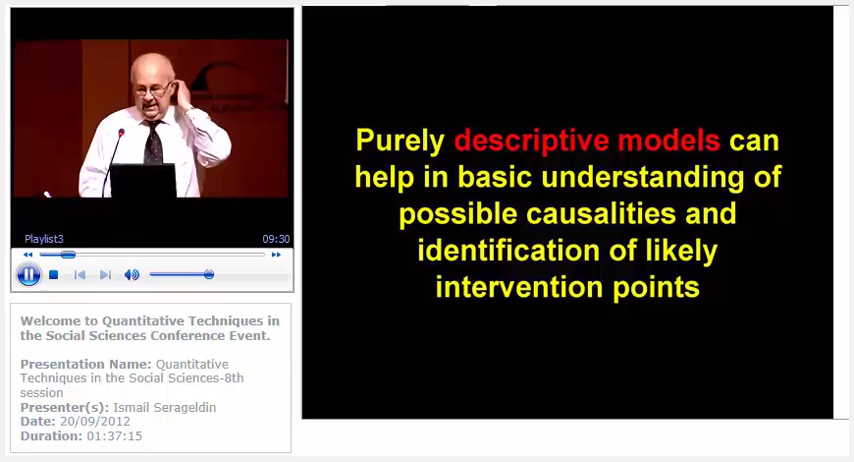 Purely descriptive models can
help in basic understanding of
possible causalities and
identification of likely
intervention points
Playlist3
09:30
Welcome to Quantitative Techniques in
the Social Sciences Conference Event.
Presentation Name: Quantitative
Techniques in the Social Sciences-8th
session
Presenter(s): Ismail Serageldin
Date: 20/09/2012
Duration: 01:37:15